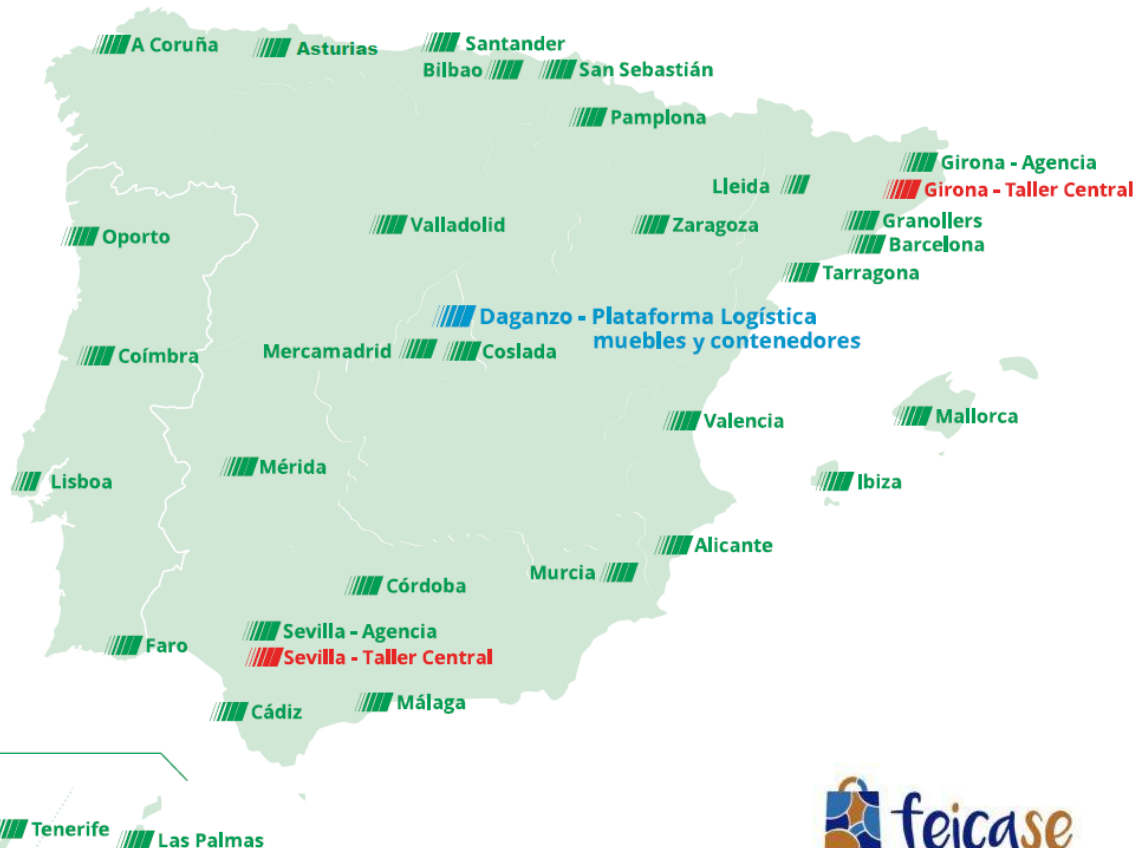 A Coruña
Asturias
Santander
Bilbao
San Sebastián
Pamplona
Girona - Agencia
Lleida
Girona - Taller Central
Valladolid
Zaragoza
Granollers
Oporto
Barcelona
Tarragona
Daganzo - Plataforma Logística
muebles y contenedores
Coímbra
Mercamadrid
Coslada
Valencia
Mallorca
Mérida
Lisboa
Ibiza
Alicante
Murcia
Córdoba
Sevilla - Agencia
Faro
Sevilla - Taller Central
Málaga
Cádiz
Tenerife
Las Palmas
feicase